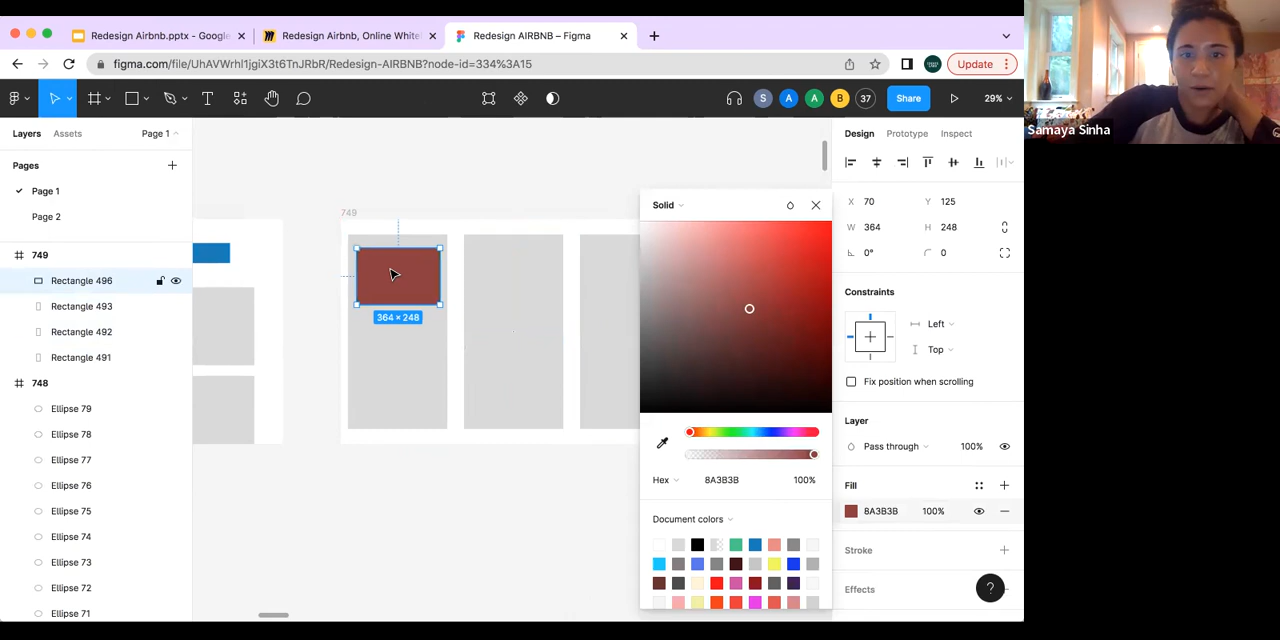 Redesign Airbnb.pptx - Google
Redesign Airbnb, Online Whitel
Redesign AIRBNB – Figma
figma.com/file/UhAVWrhl1jgiX3t6TnJRbR/Redesign-AIRBNB?node-id=334%3A15
Update
S A A B 37
Share
29%
Layers Assets Page 1
Pages
Page 1
Page 2
749
Rectangle 496
Rectangle 493
Rectangle 492
Rectangle 491
748
Ellipse 79
Ellipse 78
Ellipse 77
Ellipse 76
Ellipse 75
Ellipse 74
Ellipse 73
Ellipse 72
Ellipse 71
749
364 × 248
Solid
Hex 8A3B3B 100%
Document colors
Design Prototype Inspect
X 70 Y 125
W 364 H 248
0° 0
Constraints
Left
Top
Fix position when scrolling
Layer
Pass through 100%
Fill
8A3B3B 100%
Stroke
Effects
?
Samaya Sinha